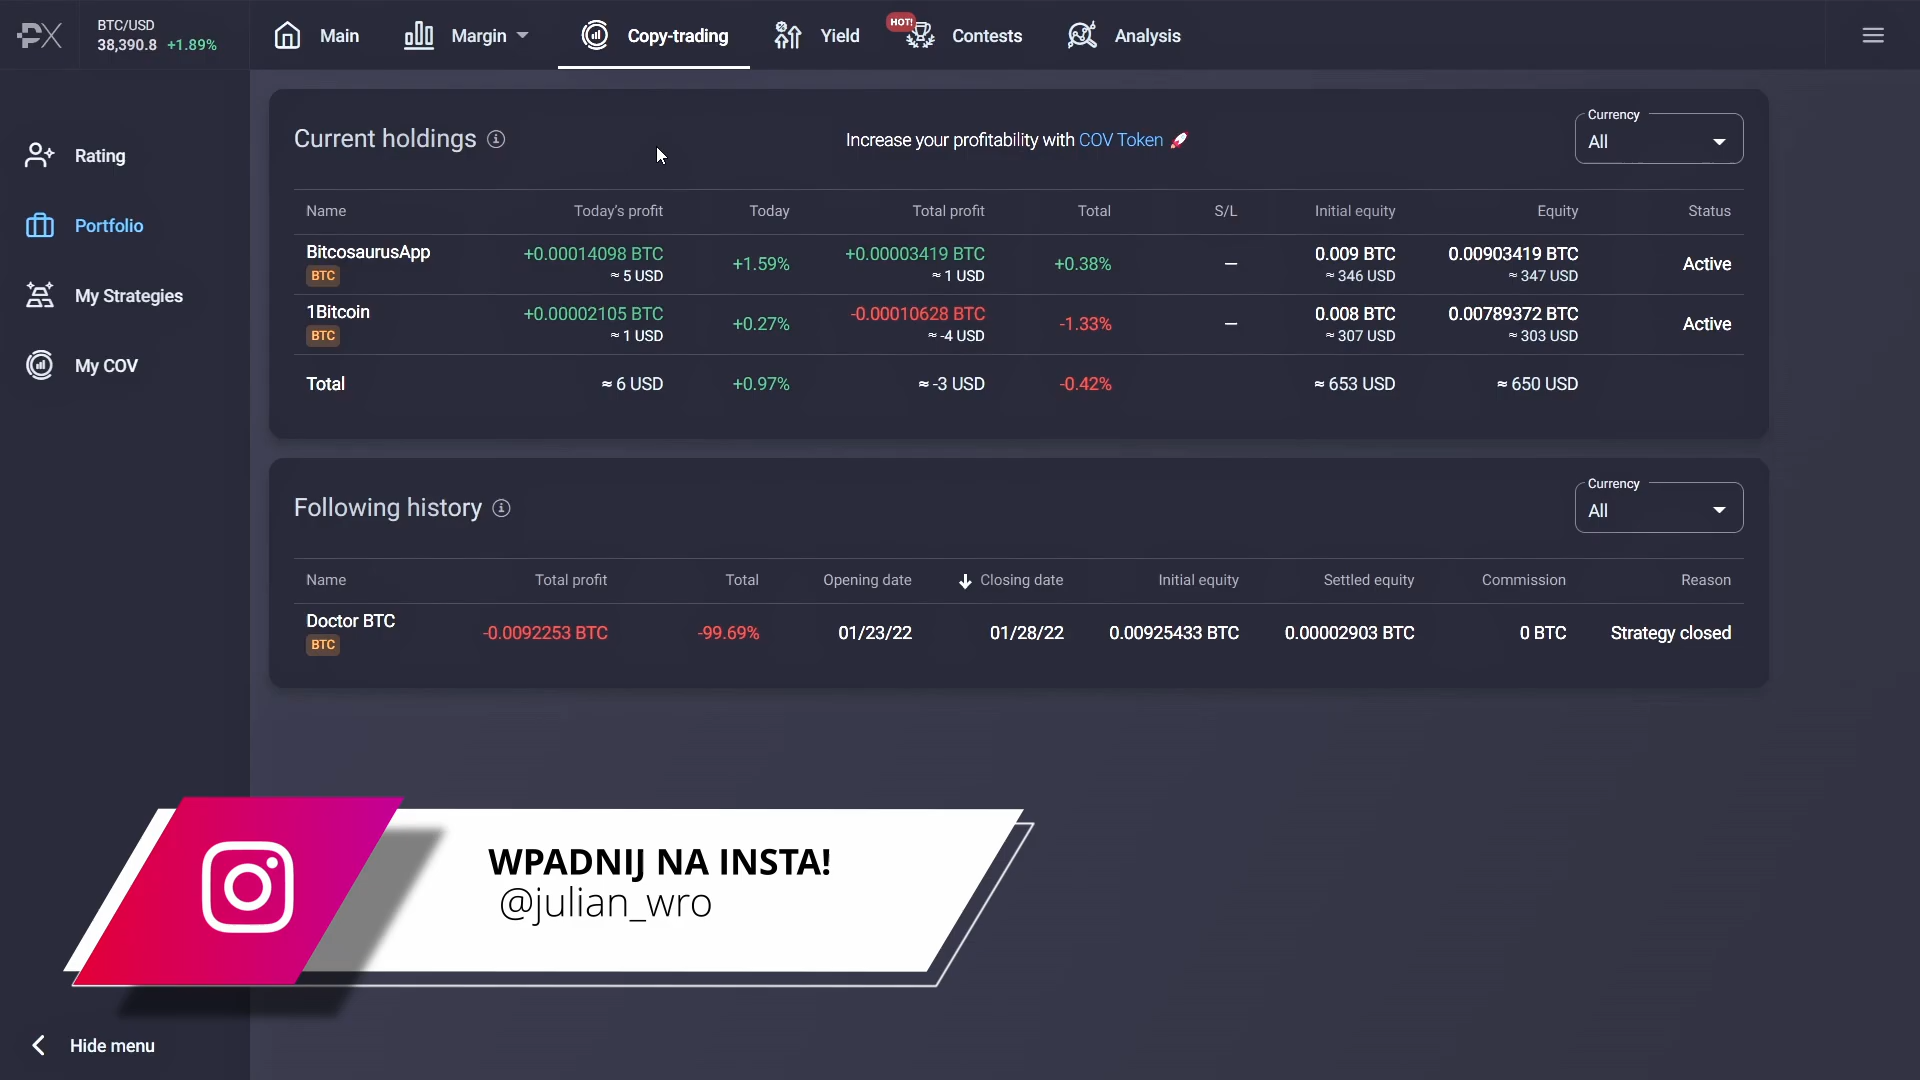 PX
BTC/USD
38,390.8 +1.89%
Main
Margin
Copy-trading
Yield
HOT!
Contests
Analysis
Rating
Portfolio
My Strategies
My COV
Current holdings
Increase your profitability with COV Token 🚀
Currency
All
Name Today's profit Today Total profit Total S/L Initial equity Equity Status
BitcosaurusApp +0.00014098 BTC +1.59% +0.00003419 BTC +0.38% — 0.009 BTC 0.00903419 BTC Active
BTC ≈ 5 USD ≈ 1 USD ≈ 346 USD ≈ 347 USD
1Bitcoin +0.00002105 BTC +0.27% -0.00010628 BTC -1.33% — 0.008 BTC 0.00789372 BTC Active
BTC ≈ 1 USD ≈ -4 USD ≈ 307 USD ≈ 303 USD
Total ≈ 6 USD +0.97% ≈ -3 USD -0.42% ≈ 653 USD ≈ 650 USD
Following history
Currency
All
Name Total profit Total Opening date Closing date Initial equity Settled equity Commission Reason
Doctor BTC -0.0092253 BTC -99.69% 01/23/22 01/28/22 0.00925433 BTC 0.00002903 BTC 0 BTC Strategy closed
BTC
WPADNIJ NA INSTA!
@julian_wro
Hide menu